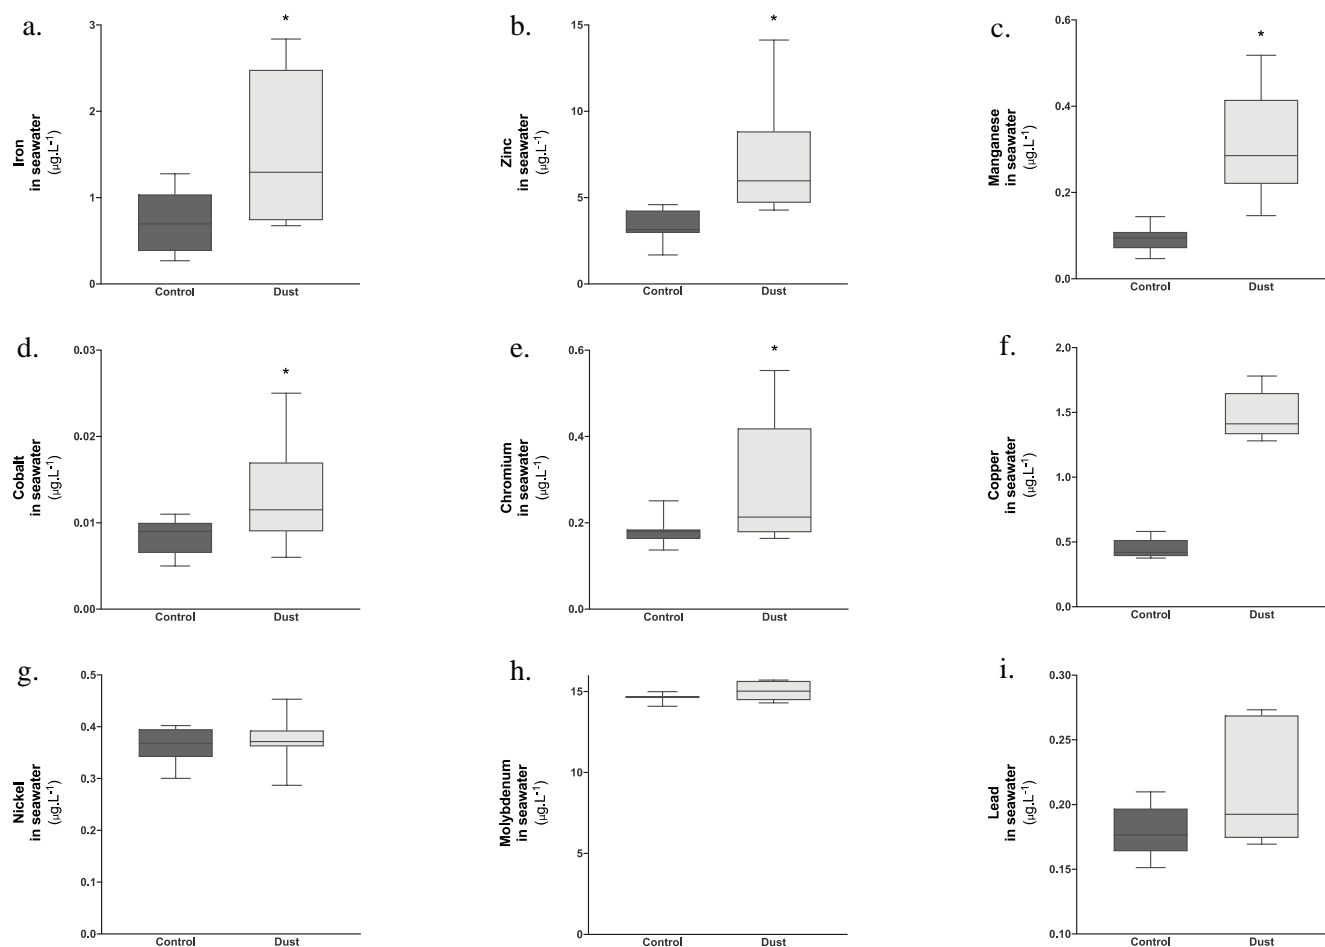 a.
*
3
2
1
0
Iron
in seawater
(µg.L-1)
Control Dust
b.
*
15
10
5
0
Zinc
in seawater
(µg.L-1)
Control Dust
c.
*
0.6
0.4
0.2
0.0
Manganese
in seawater
(µg.L-1)
Control Dust
d.
*
0.03
0.02
0.01
0.00
Cobalt
in seawater
(µg.L-1)
Control Dust
e.
*
0.6
0.4
0.2
0.0
Chromium
in seawater
(µg.L-1)
Control Dust
f.
2.0
1.5
1.0
0.5
0.0
Copper
in seawater
(µg.L-1)
Control Dust
g.
0.5
0.4
0.3
0.2
0.1
0.0
Nickel
in seawater
(µg.L-1)
Control Dust
h.
15
10
5
0
Molybdenum
in seawater
(µg.L-1)
Control Dust
i.
0.30
0.25
0.20
0.15
0.10
Lead
in seawater
(µg.L-1)
Control Dust